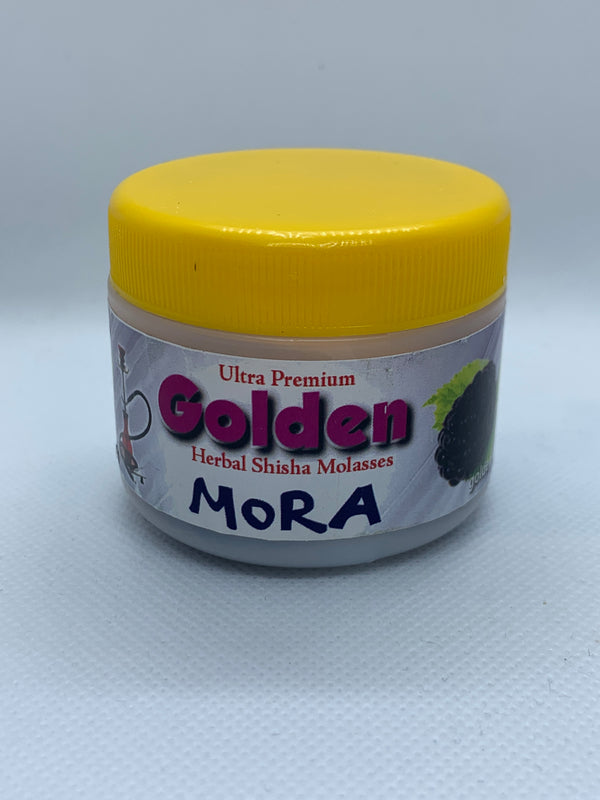 Ultra Premium
Golden
Herbal Shisha Molasses
MoRA